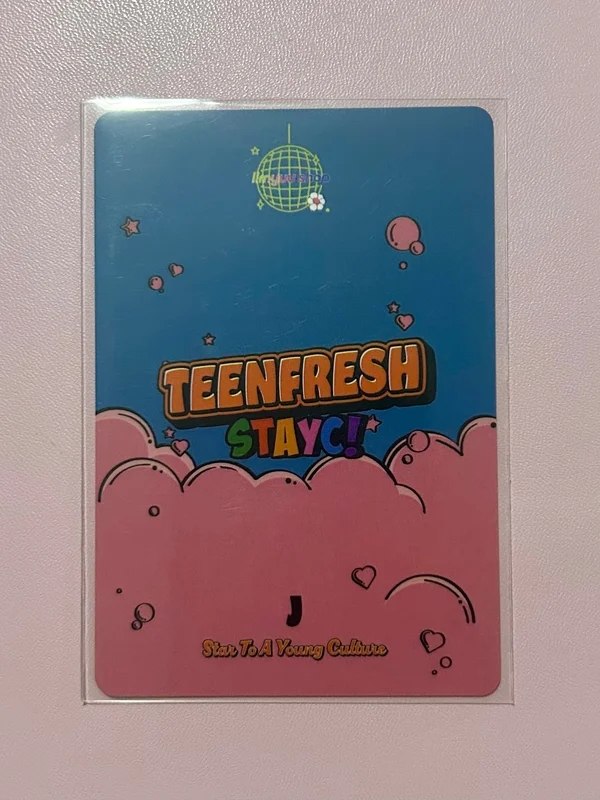 TEENFRESH
STAYC!
J
Star To A Young Culture